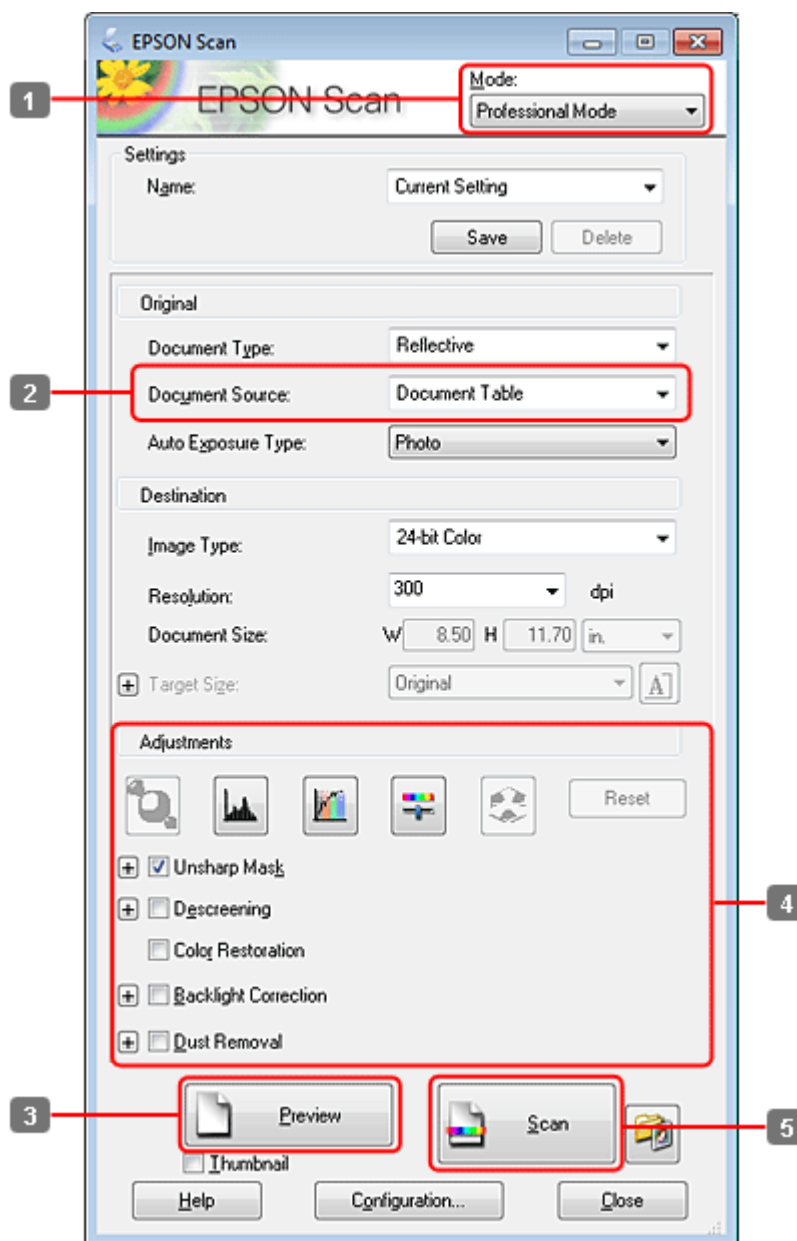 EPSON Scan
EPSON Scan
Mode:
1
Professional Mode
Settings
Name: Current Setting
Save Delete
Original
Document Type: Reflective
2 Document Source: Document Table
Auto Exposure Type: Photo
Destination
Image Type: 24-bit Color
Resolution: 300 dpi
Document Size: W 8.50 H 11.70 in.
Target Size: Original A
Adjustments
Reset
Unsharp Mask
4
Descreening
Color Restoration
Backlight Correction
Dust Removal
3 Preview Scan 5
Thumbnail
Help Configuration... Close